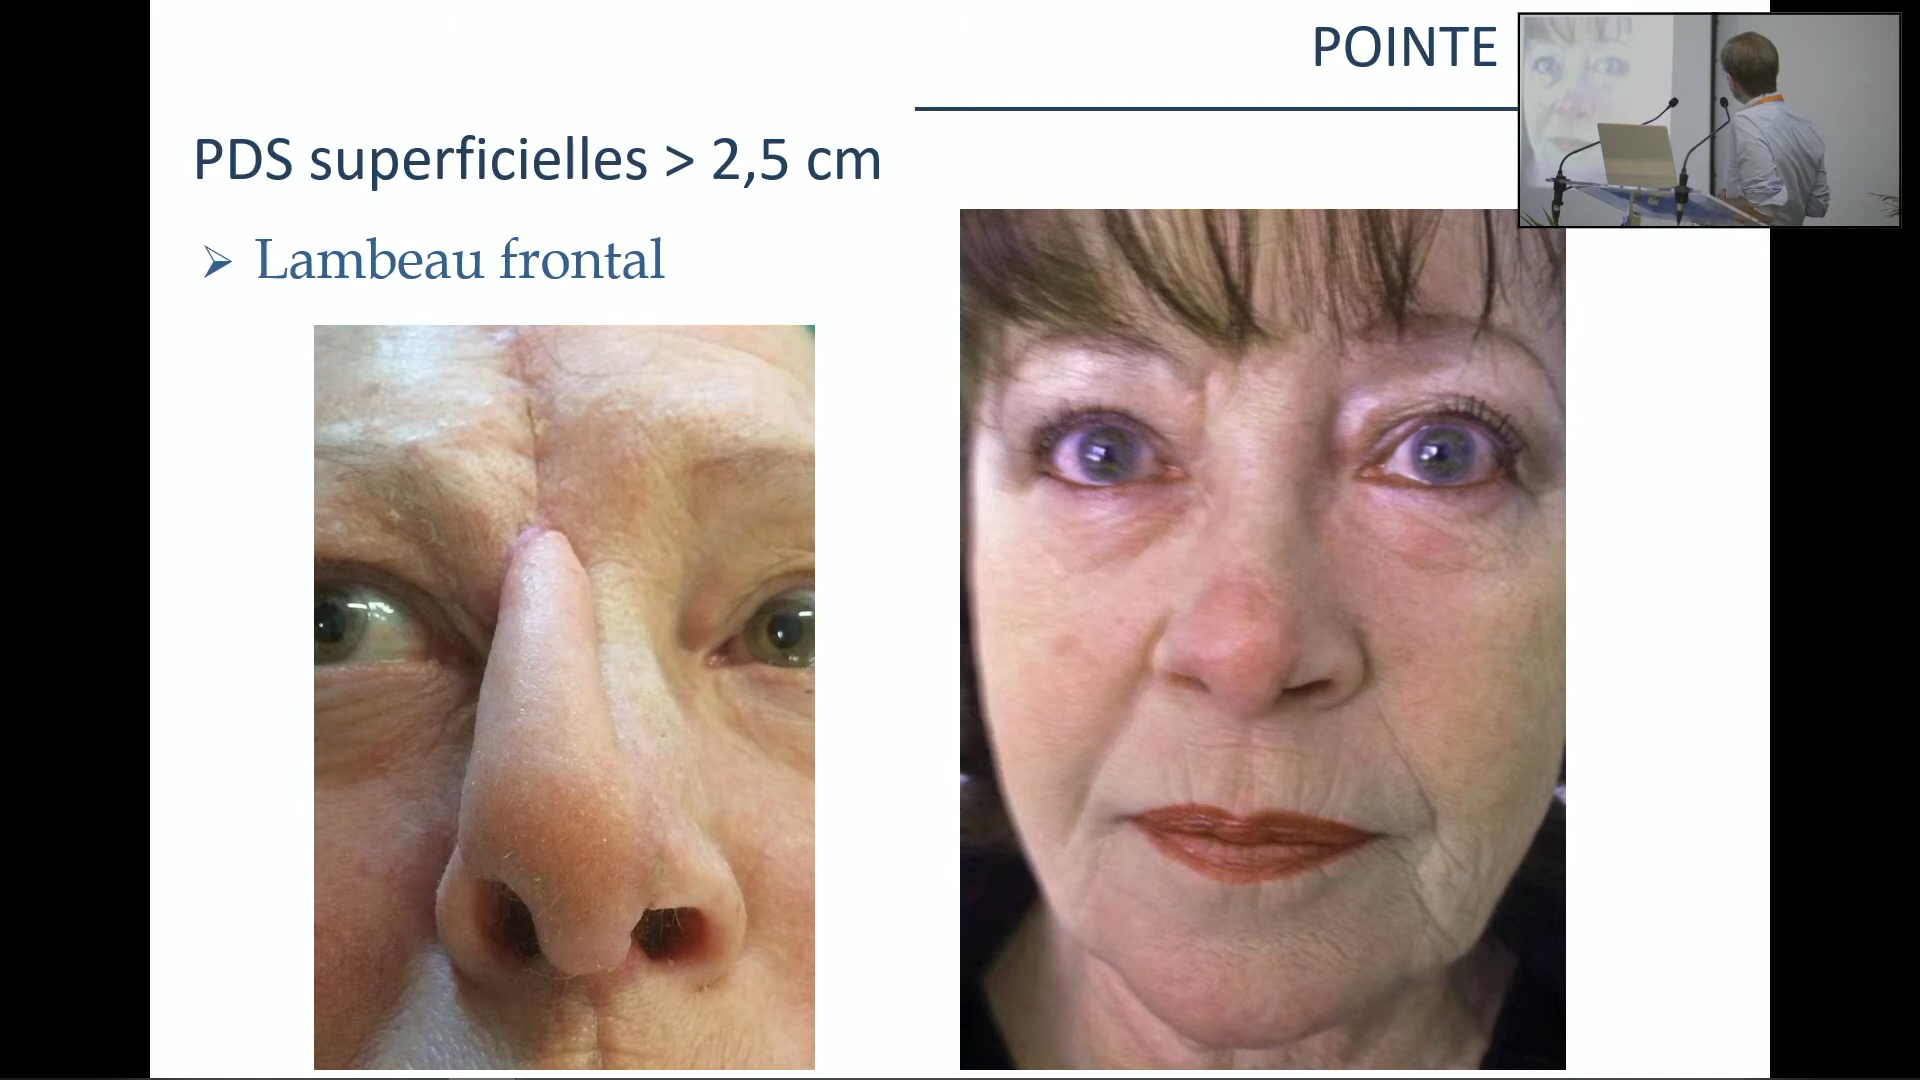 POINTE
PDS superficielles > 2,5 cm
➢ Lambeau frontal